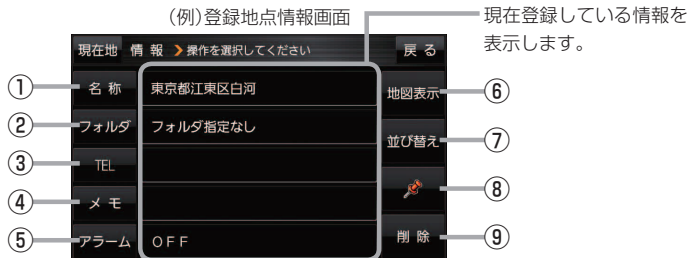 (例)登録地点情報画面
現在登録している情報を
表示します。
現在地 情 報 操作を選択してください 戻 る
① 名 称 東京都江東区白河 地図表示 ⑥
② フォルダ フォルダ指定なし 並び替え ⑦
③ TEL ⑧
④ メ モ
⑤ アラーム OFF 削 除 ⑨